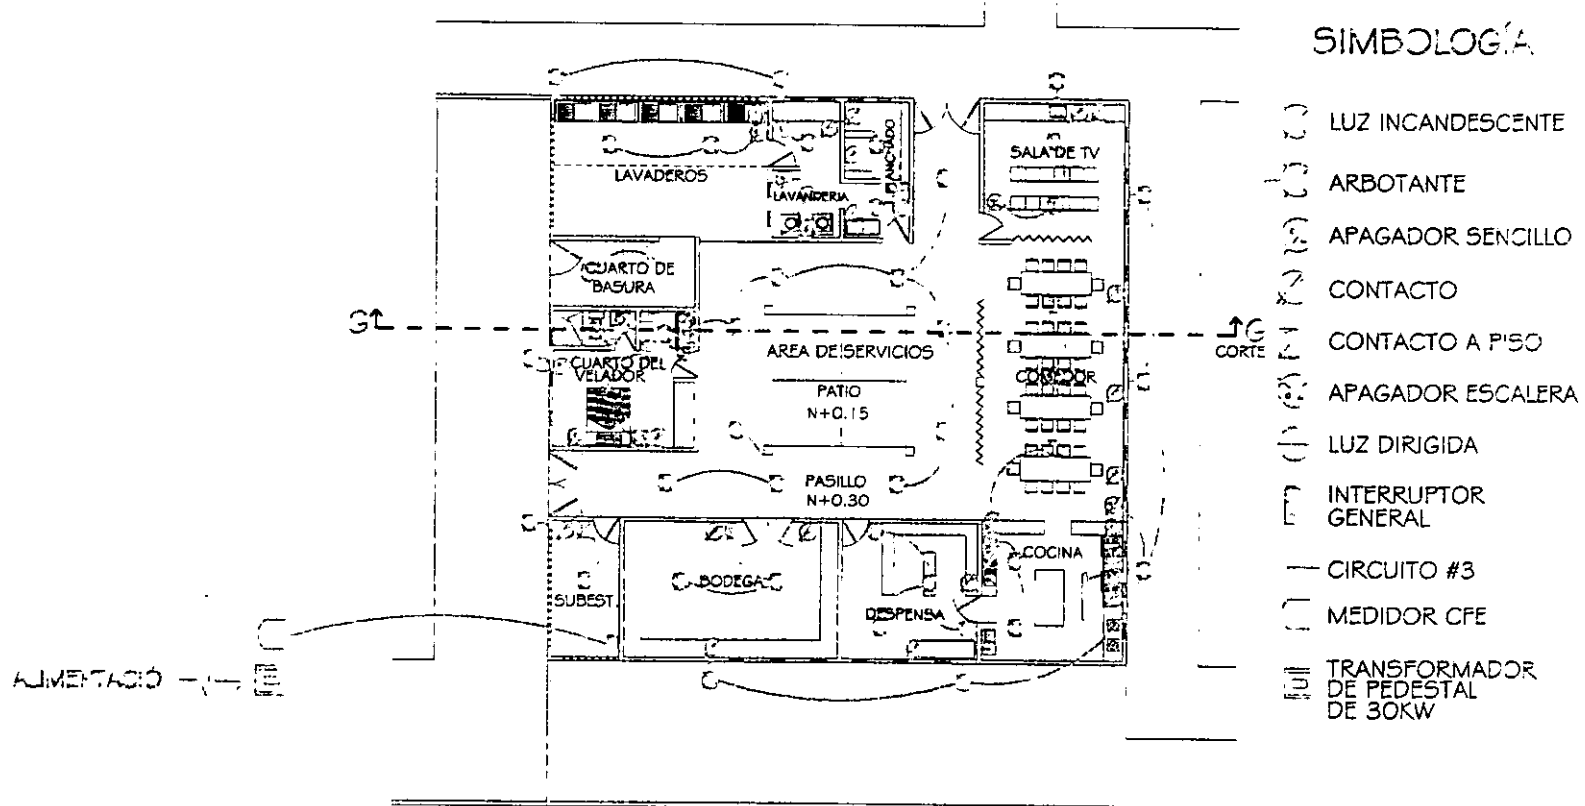 SIMBOLOGÍA
LUZ INCANDESCENTE
ARBOTANTE
APAGADOR SENCILLO
CONTACTO
CONTACTO A PISO
APAGADOR ESCALERA
LUZ DIRIGIDA
INTERRUPTOR
GENERAL
CIRCUITO #3
MEDIDOR CFE
TRANSFORMADOR
DE PEDESTAL
DE 30KW
SALA DE TV
LAVADEROS
LAVANDERIA
CUARTO DE
BASURA
G
G
CORTE
AREA DE SERVICIOS
CUARTO DEL
VELADOR
COMEDOR
PATIO
N+0.15
PASILLO
N+0.30
COCINA
BODEGA
SUBEST.
DESPENSA
ALIMENTACIÓ